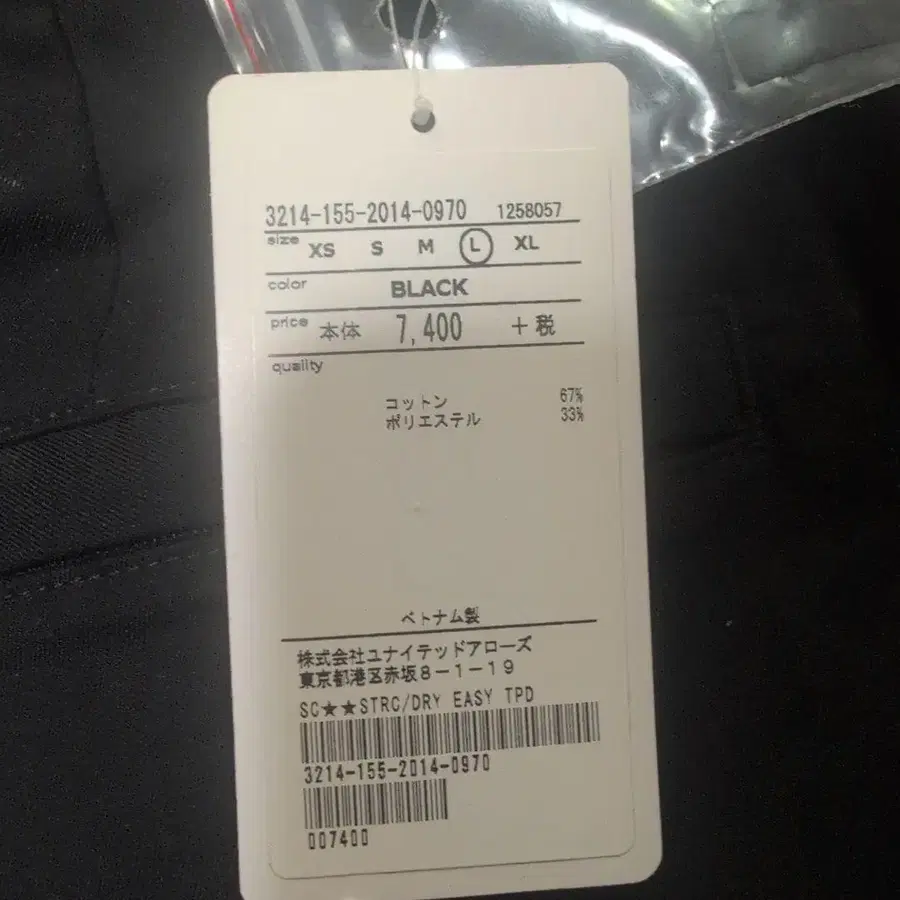 3214-155-2014-0970 1258057
size XS S M L XL
color BLACK
price 本体 7,400 +税
quality
コットン 67%
ポリエステル 33%
ベトナム製
株式会社ユナイテッドアローズ
東京都港区赤坂8-1-19
SC★★STRC/DRY EASY TPD
3214-155-2014-0970
007400